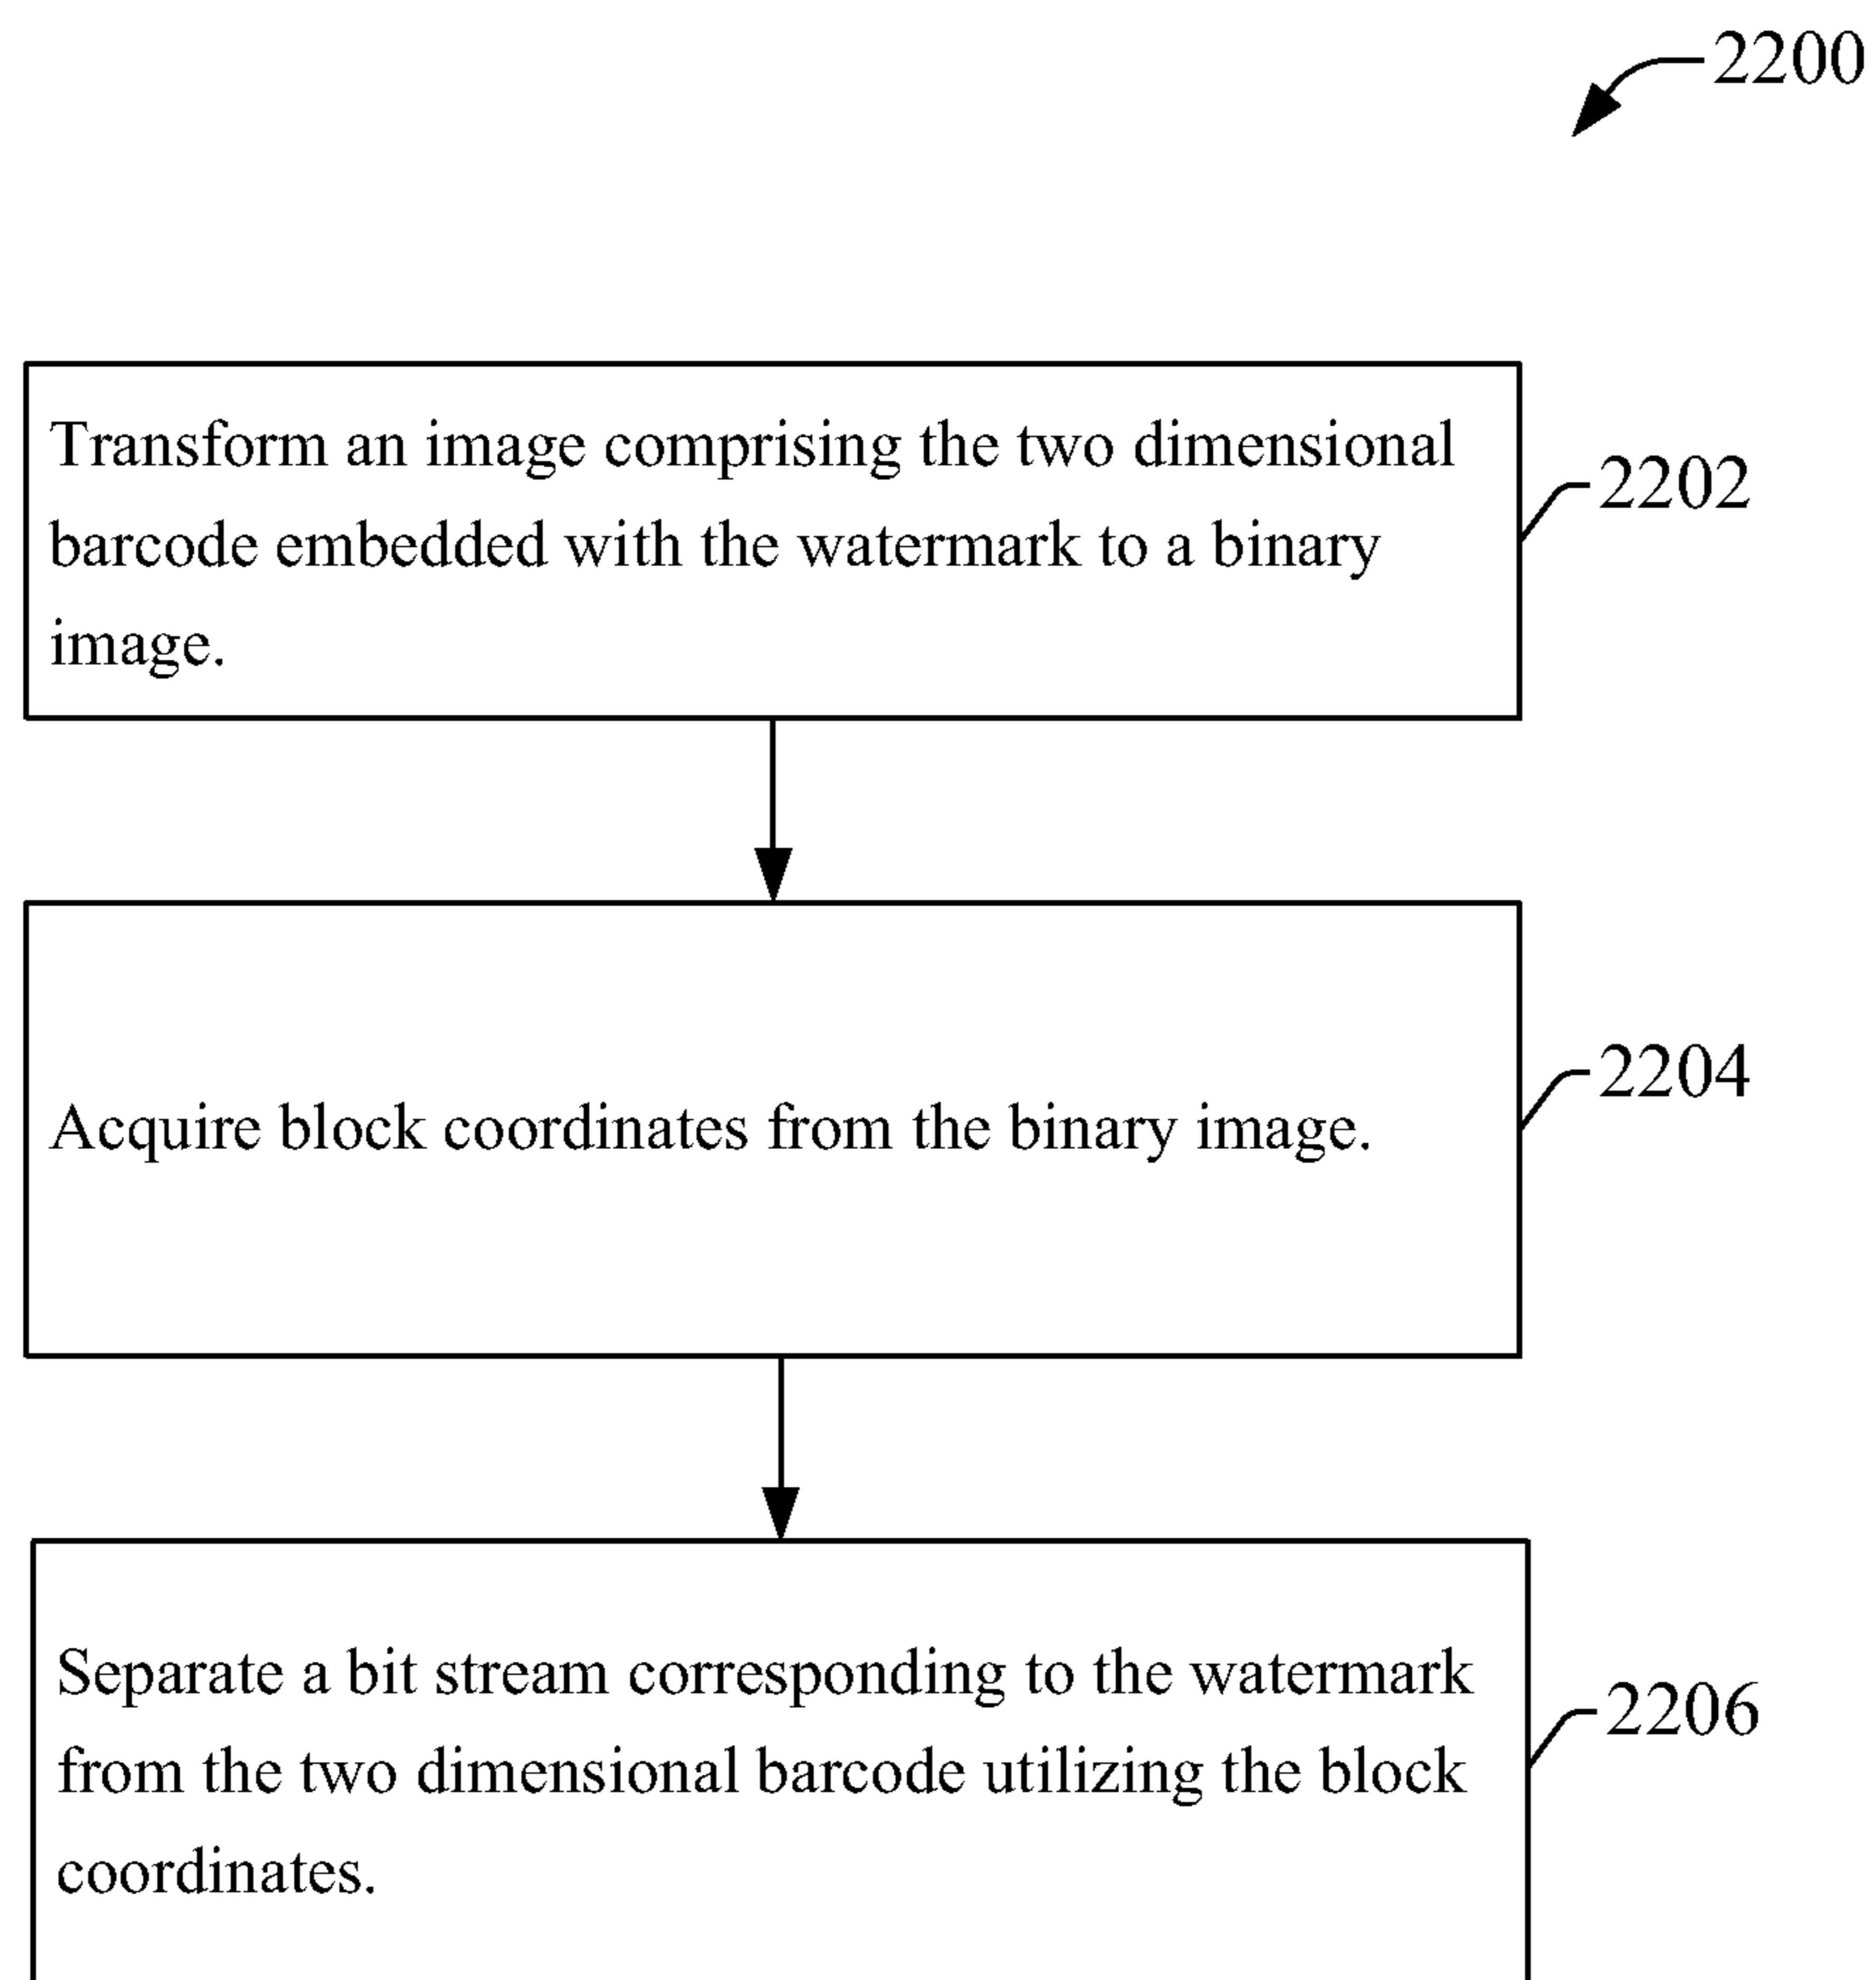 2200
Transform an image comprising the two dimensional
barcode embedded with the watermark to a binary
image.
2202
Acquire block coordinates from the binary image.
2204
Separate a bit stream corresponding to the watermark
from the two dimensional barcode utilizing the block
coordinates.
2206